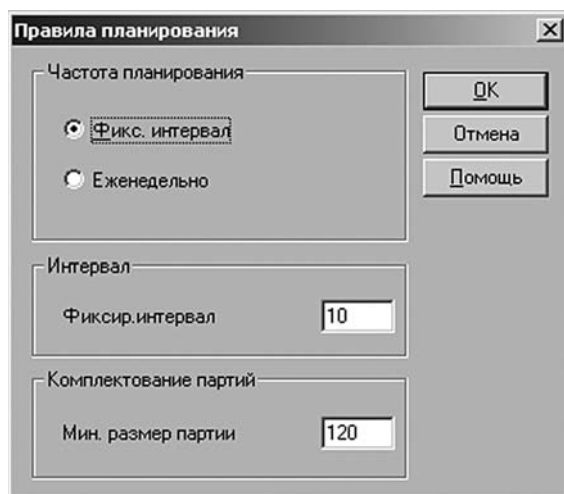 Правила планирования
Частота планирования
Фикс. интервал
Еженедельно
OK
Отмена
Помощь
Интервал
Фиксир.интервал 10
Комплектование партий
Мин. размер партии 120